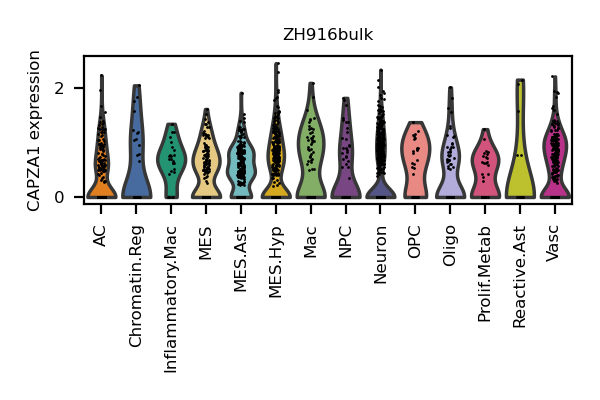 ZH916bulk
CAPZA1 expression
2
0
AC
Chromatin.Reg
Inflammatory.Mac
MES
MES.Ast
MES.Hyp
Mac
NPC
Neuron
OPC
Oligo
Prolif.Metab
Reactive.Ast
Vasc